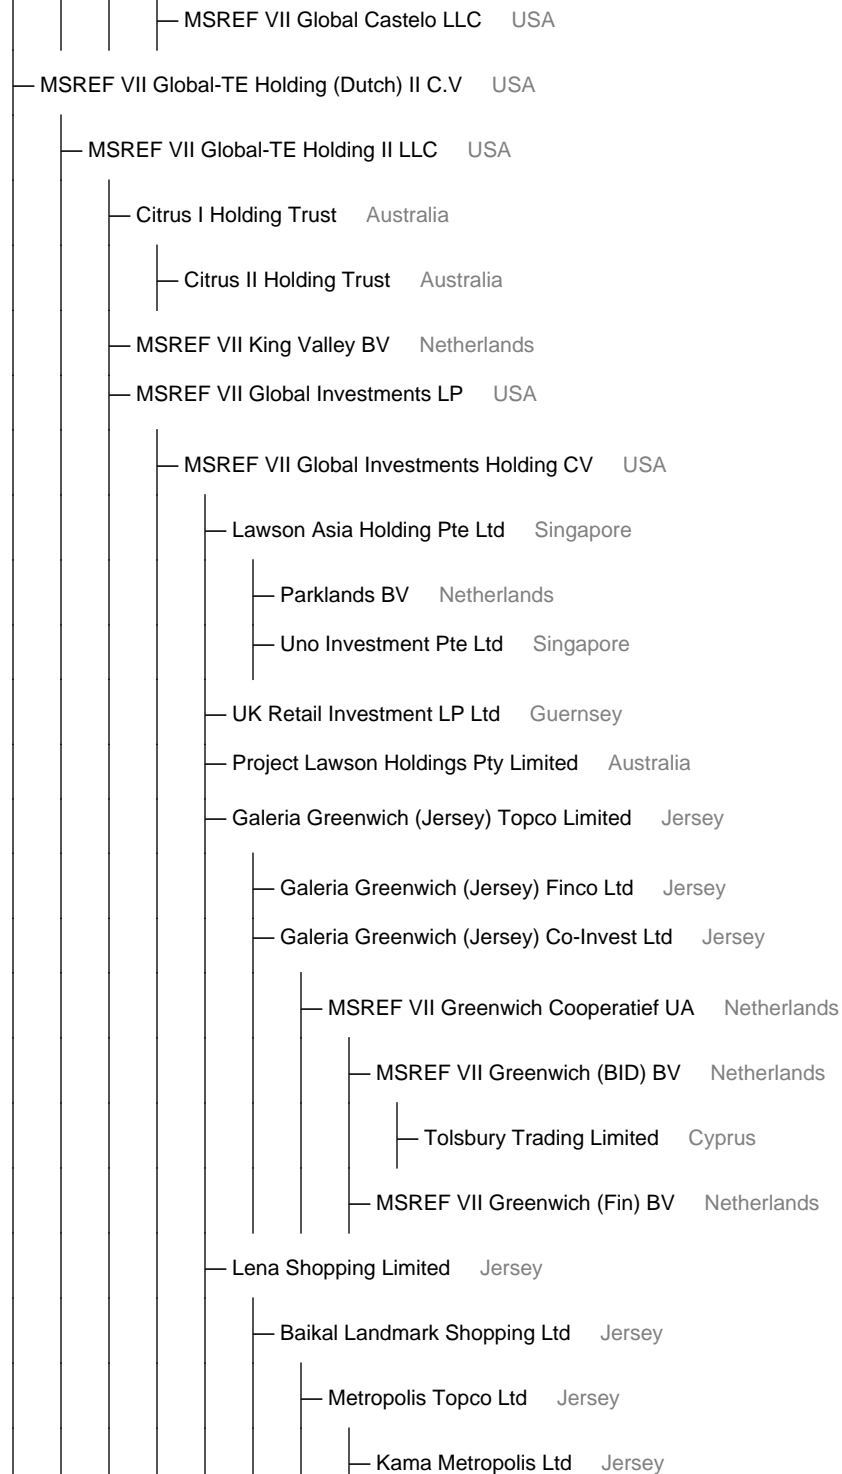 MSREF VII Global Castelo LLC USA
MSREF VII Global-TE Holding (Dutch) II C.V USA
MSREF VII Global-TE Holding II LLC USA
Citrus I Holding Trust Australia
Citrus II Holding Trust Australia
MSREF VII King Valley BV Netherlands
MSREF VII Global Investments LP USA
MSREF VII Global Investments Holding CV USA
Lawson Asia Holding Pte Ltd Singapore
Parklands BV Netherlands
Uno Investment Pte Ltd Singapore
UK Retail Investment LP Ltd Guernsey
Project Lawson Holdings Pty Limited Australia
Galeria Greenwich (Jersey) Topco Limited Jersey
Galeria Greenwich (Jersey) Finco Ltd Jersey
Galeria Greenwich (Jersey) Co-Invest Ltd Jersey
MSREF VII Greenwich Cooperatief UA Netherlands
MSREF VII Greenwich (BID) BV Netherlands
Tolsbury Trading Limited Cyprus
MSREF VII Greenwich (Fin) BV Netherlands
Lena Shopping Limited Jersey
Baikal Landmark Shopping Ltd Jersey
Metropolis Topco Ltd Jersey
Kama Metropolis Ltd Jersey